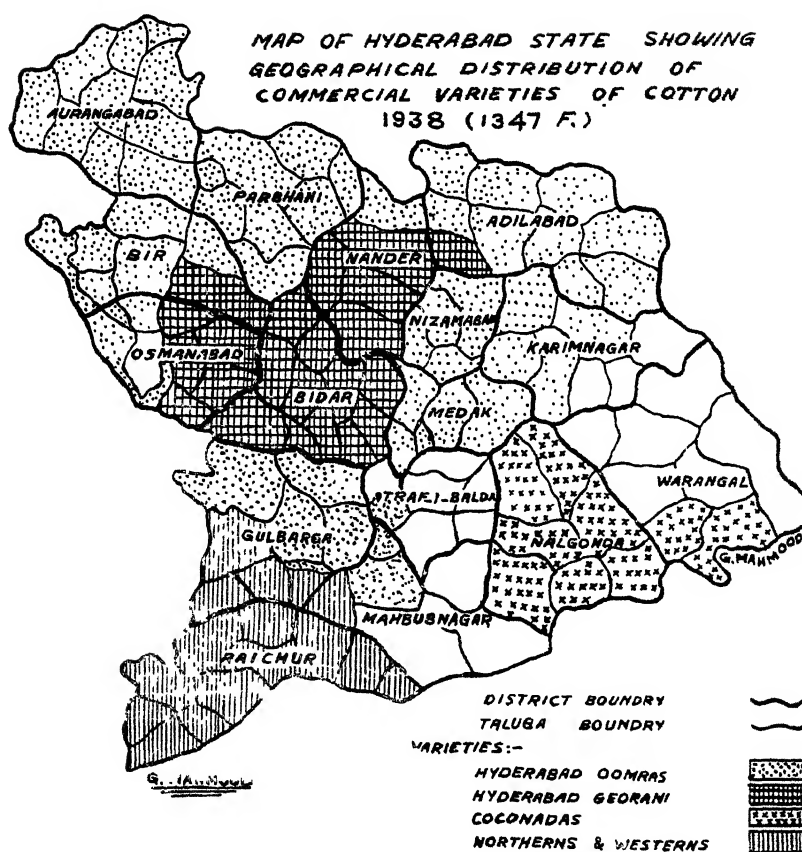 MAP OF HYDERABAD STATE SHOWING
GEOGRAPHICAL DISTRIBUTION OF
COMMERCIAL VARIETIES OF COTTON
1938 (1347 F.)
AURANGABAD
PARBHANI
ADILABAD
BIR
NANDER
NIZAMABAD
OSMANABAD
KARIMNAGAR
BIDAR
MEDAK
WARANGAL
ATRAF-I-BALDA
GULBARGA
NALGONDA
G. MAHMOOD
MAHBUBNAGAR
RAICHUR
DISTRICT BOUNDRY
TALUGA BOUNDRY
VARIETIES:-
HYDERABAD OOMRAS
HYDERABAD GEORANI
COCONADAS
NORTHERNS & WESTERNS